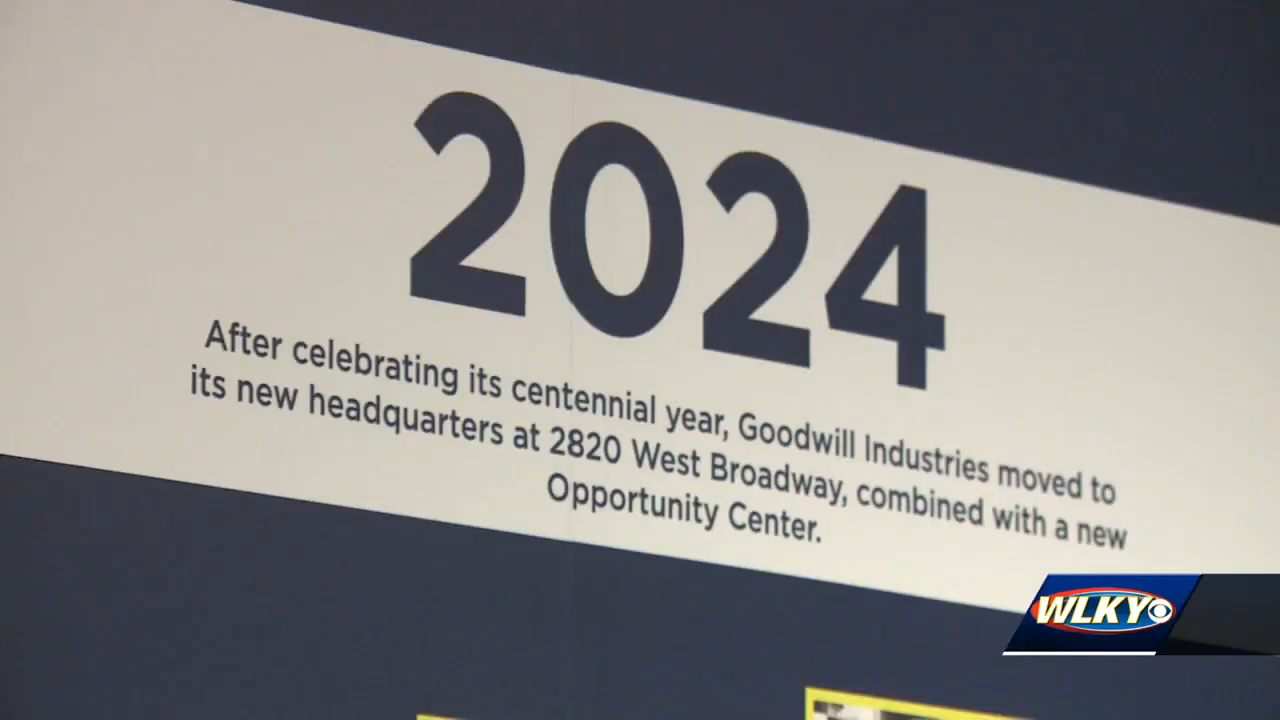 2024
After celebrating its centennial year, Goodwill Industries moved to
its new headquarters at 2820 West Broadway, combined with a new
Opportunity Center.
WLKY